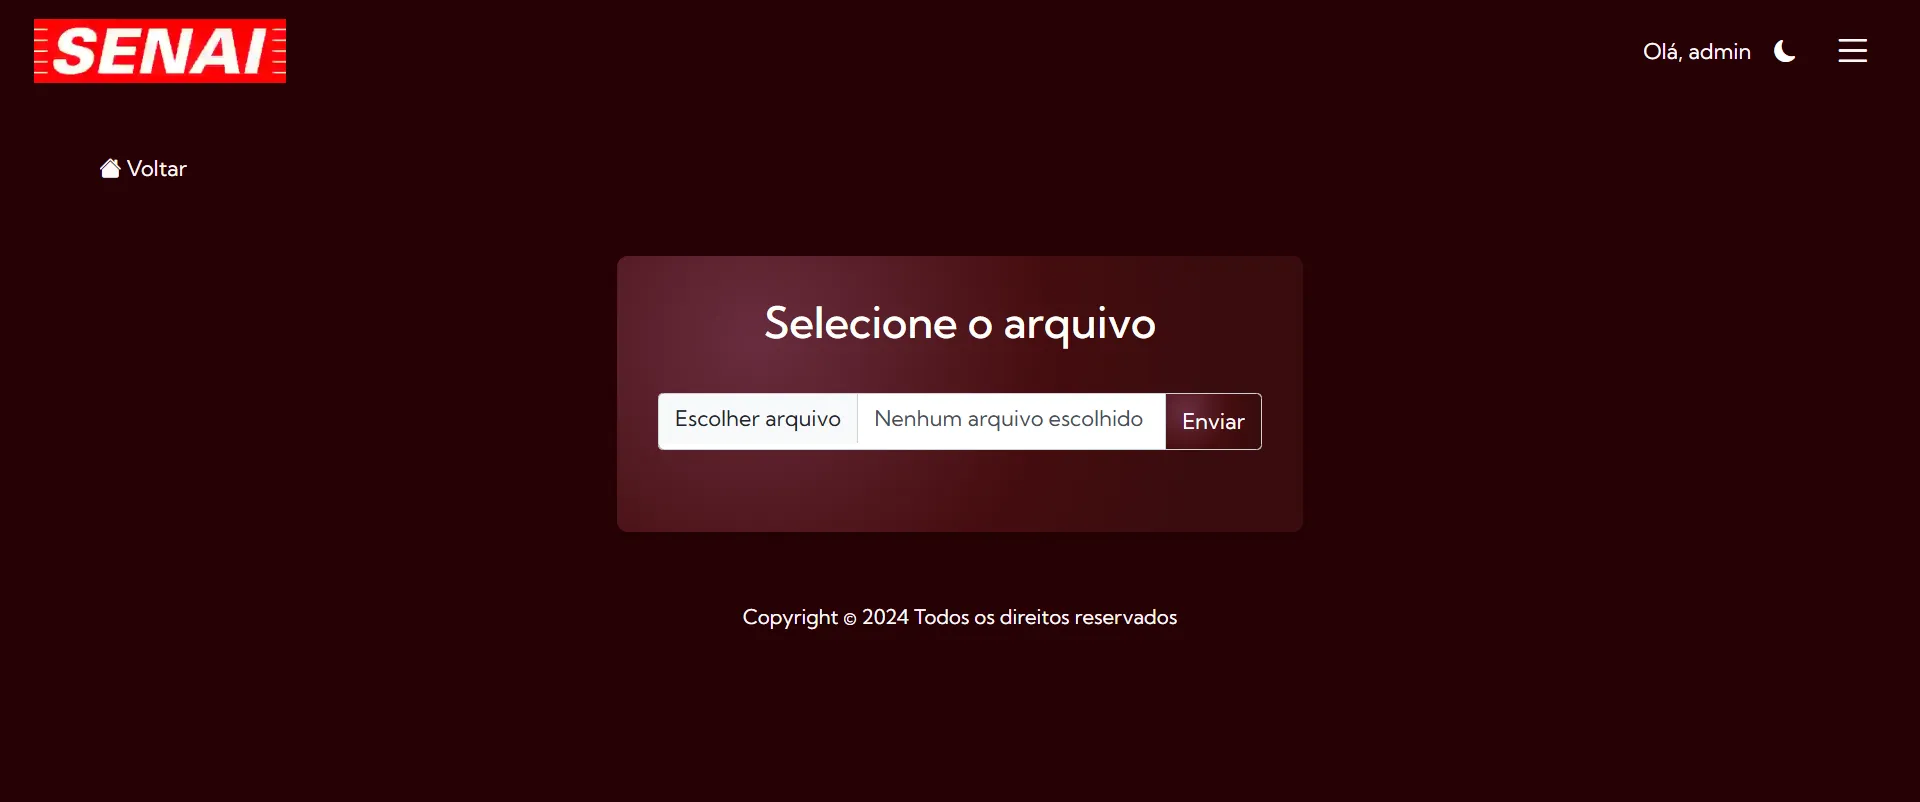 SENAI
Olá, admin
Voltar
Selecione o arquivo
Escolher arquivo Nenhum arquivo escolhido Enviar
Copyright © 2024 Todos os direitos reservados